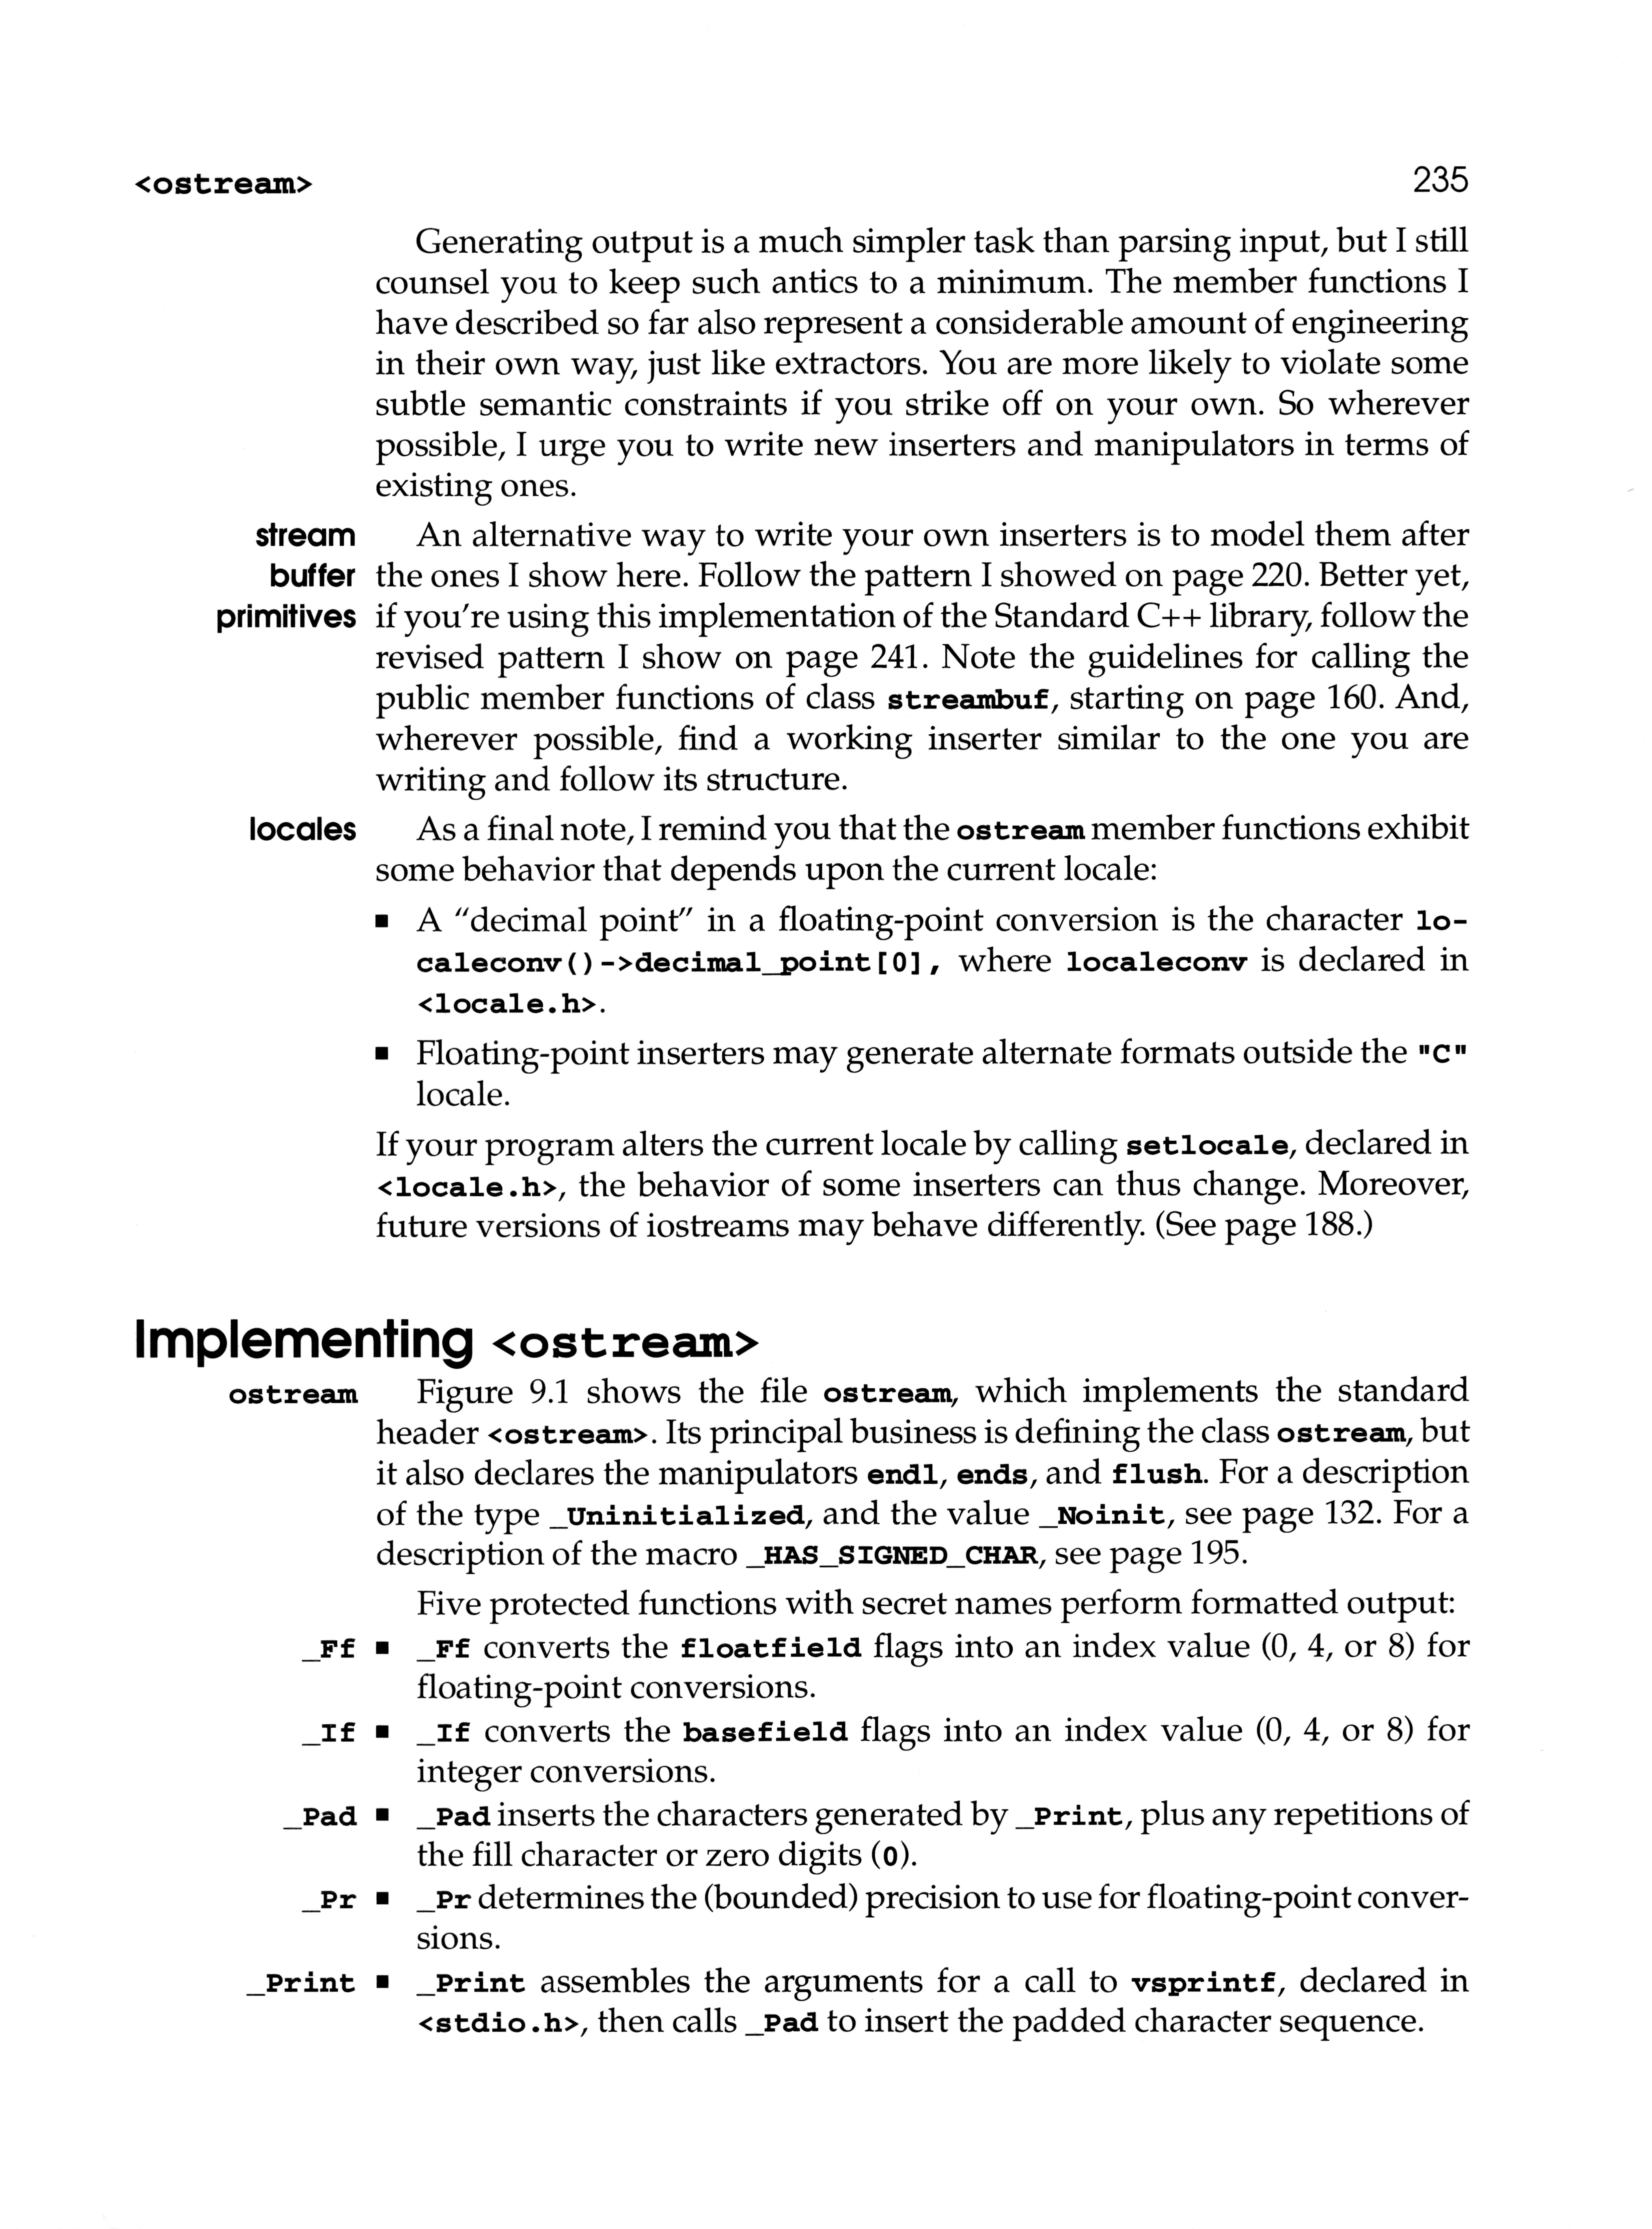 <ostream>
235
Generating output is a much simpler task than parsing input, but I still
counsel you to keep such antics to a minimum. The member functions I
have described so far also represent a considerable amount of engineering
in their own way, just like extractors. You are more likely to violate some
subtle semantic constraints if you strike off on your own. So wherever
possible, I urge you to write new inserters and manipulators in terms of
existing ones.
stream An alternative way to write your own inserters is to model them after
buffer the ones I show here. Follow the pattern I showed on page 220. Better yet,
primitives if you're using this implementation of the Standard C++ library, follow the
revised pattern I show on page 241. Note the guidelines for calling the
public member functions of class streambuf, starting on page 160. And,
wherever possible, find a working inserter similar to the one you are
writing and follow its structure.
locales As a final note, I remind you that the ostream member functions exhibit
some behavior that depends upon the current locale:
▪ A "decimal point" in a floating-point conversion is the character lo-
caleconv()->decimal_point[0], where localeconv is declared in
<locale.h>.
▪ Floating-point inserters may generate alternate formats outside the "C"
locale.
If your program alters the current locale by calling setlocale, declared in
<locale.h>, the behavior of some inserters can thus change. Moreover,
future versions of iostreams may behave differently. (See page 188.)
Implementing <ostream>
ostream Figure 9.1 shows the file ostream, which implements the standard
header <ostream>. Its principal business is defining the class ostream, but
it also declares the manipulators endl, ends, and flush. For a description
of the type _Uninitialized, and the value _Noinit, see page 132. For a
description of the macro _HAS_SIGNED_CHAR, see page 195.
Five protected functions with secret names perform formatted output:
_Ff ▪ _Ff converts the floatfield flags into an index value (0, 4, or 8) for
floating-point conversions.
_If ▪ _If converts the basefield flags into an index value (0, 4, or 8) for
integer conversions.
_Pad ▪ _Pad inserts the characters generated by _Print, plus any repetitions of
the fill character or zero digits (0).
_Pr ▪ _Pr determines the (bounded) precision to use for floating-point conver-
sions.
_Print ▪ _Print assembles the arguments for a call to vsprintf, declared in
<stdio.h>, then calls _Pad to insert the padded character sequence.